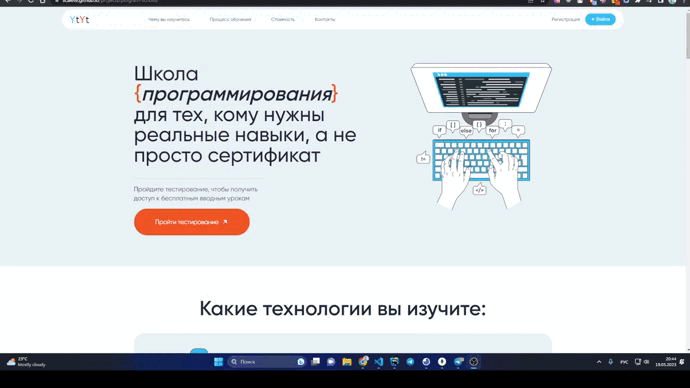 YtYt
Чему вы научитесь
Процесс обучения
Стоимость
Контакты
Регистрация
Войти
Школа
{программирования}
для тех, кому нужны
реальные навыки, а не
просто сертификат
if
[ ]
else
{ }
for
</>
Пройдите тестирование, чтобы получить
доступ к бесплатным вводным урокам
Пройти тестирование
Какие технологии вы изучите:
23°C
Mostly cloudy
Поиск
РУС
20:44
19.05.2023